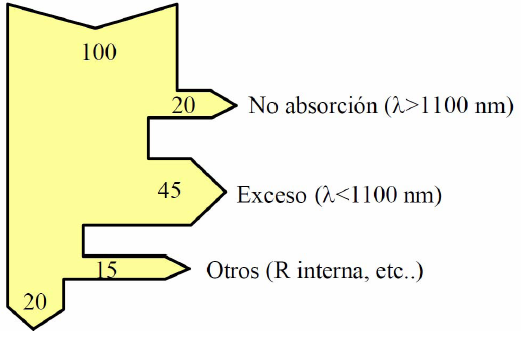 100
20 No absorción (λ>1100 nm)
45 Exceso (λ<1100 nm)
15 Otros (R interna, etc..)
20